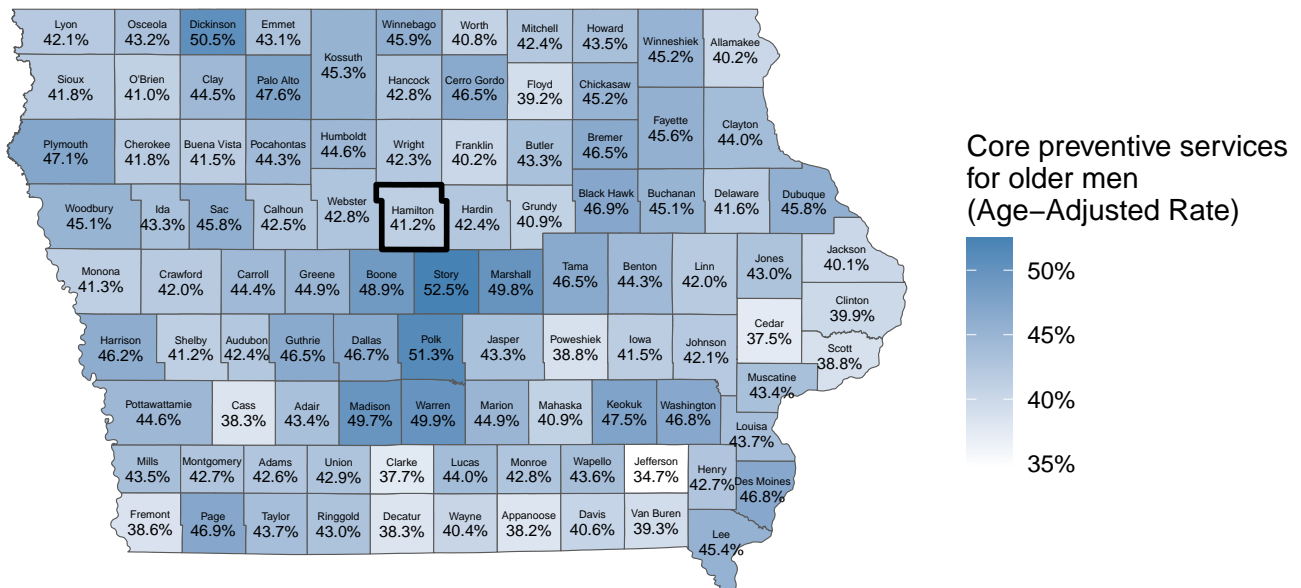 Lyon
42.1%
Osceola
43.2%
Dickinson
50.5%
Emmet
43.1%
Kossuth
45.3%
Winnebago
45.9%
Worth
40.8%
Mitchell
42.4%
Howard
43.5%
Winneshiek
45.2%
Allamakee
40.2%
Sioux
41.8%
O'Brien
41.0%
Clay
44.5%
Palo Alto
47.6%
Hancock
42.8%
Cerro Gordo
46.5%
Floyd
39.2%
Chickasaw
45.2%
Plymouth
47.1%
Cherokee
41.8%
Buena Vista
41.5%
Pocahontas
44.3%
Humboldt
44.6%
Wright
42.3%
Franklin
40.2%
Butler
43.3%
Bremer
46.5%
Fayette
45.6%
Clayton
44.0%
Woodbury
45.1%
Ida
43.3%
Sac
45.8%
Calhoun
42.5%
Webster
42.8%
Hamilton
41.2%
Hardin
42.4%
Grundy
40.9%
Black Hawk
46.9%
Buchanan
45.1%
Delaware
41.6%
Dubuque
45.8%
Monona
41.3%
Crawford
42.0%
Carroll
44.4%
Greene
44.9%
Boone
48.9%
Story
52.5%
Marshall
49.8%
Tama
46.5%
Benton
44.3%
Linn
42.0%
Jones
43.0%
Jackson
40.1%
Clinton
39.9%
Harrison
46.2%
Shelby
41.2%
Audubon
42.4%
Guthrie
46.5%
Dallas
46.7%
Polk
51.3%
Jasper
43.3%
Poweshiek
38.8%
Iowa
41.5%
Johnson
42.1%
Cedar
37.5%
Scott
38.8%
Muscatine
43.4%
Pottawattamie
44.6%
Cass
38.3%
Adair
43.4%
Madison
49.7%
Warren
49.9%
Marion
44.9%
Mahaska
40.9%
Keokuk
47.5%
Washington
46.8%
Louisa
43.7%
Mills
43.5%
Montgomery
42.7%
Adams
42.6%
Union
42.9%
Clarke
37.7%
Lucas
44.0%
Monroe
42.8%
Wapello
43.6%
Jefferson
34.7%
Henry
42.7%
Des Moines
46.8%
Fremont
38.6%
Page
46.9%
Taylor
43.7%
Ringgold
43.0%
Decatur
38.3%
Wayne
40.4%
Appanoose
38.2%
Davis
40.6%
Van Buren
39.3%
Lee
45.4%
Core preventive services
for older men
(Age−Adjusted Rate)
50%
45%
40%
35%